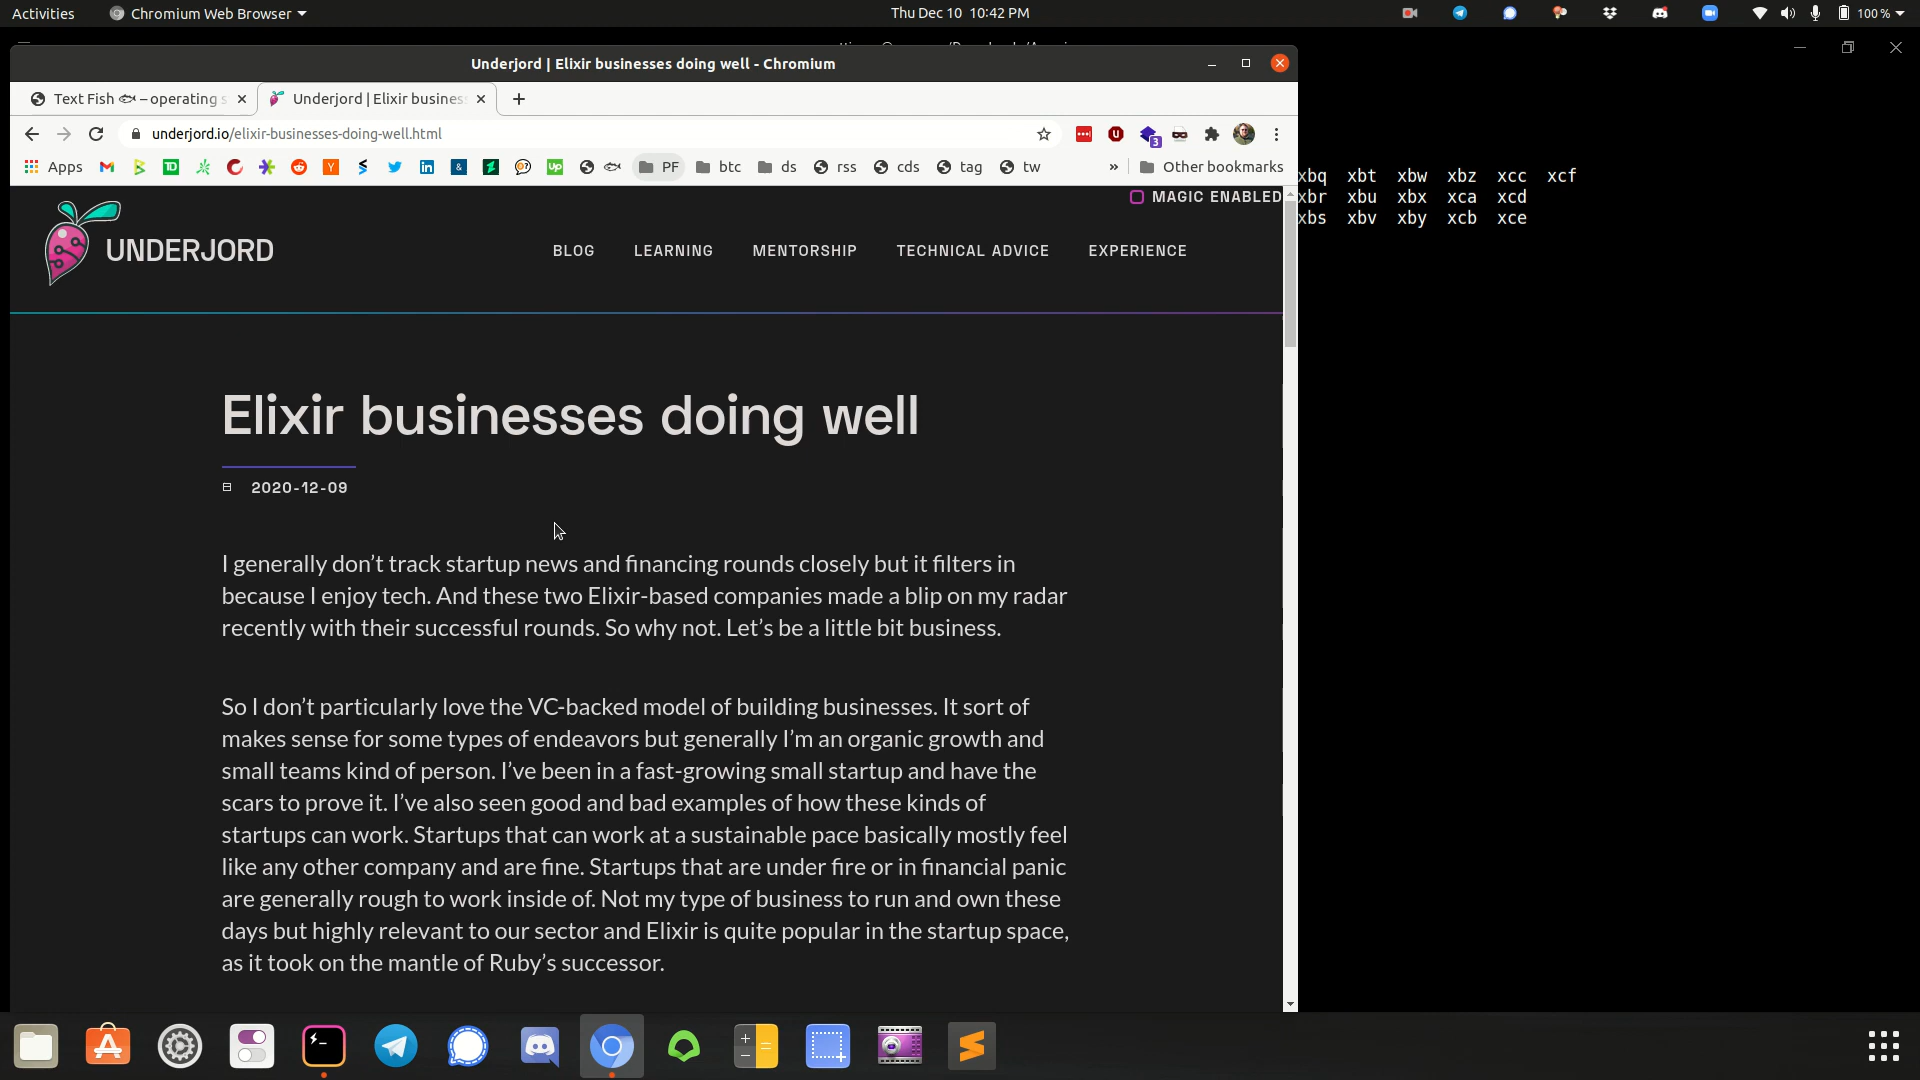 Activities Chromium Web Browser Thu Dec 10 10:42 PM 100 %
Underjord | Elixir businesses doing well - Chromium
Text Fish – operating s Underjord | Elixir busines
underjord.io/elixir-businesses-doing-well.html
3
Apps PF btc ds rss cds tag tw » Other bookmarks
xbq xbt xbw xbz xcc xcf
xbr xbu xbx xca xcd
xbs xbv xby xcb xce
MAGIC ENABLED
UNDERJORD BLOG LEARNING MENTORSHIP TECHNICAL ADVICE EXPERIENCE
Elixir businesses doing well
2020-12-09
I generally don’t track startup news and financing rounds closely but it filters in
because I enjoy tech. And these two Elixir-based companies made a blip on my radar
recently with their successful rounds. So why not. Let’s be a little bit business.
So I don’t particularly love the VC-backed model of building businesses. It sort of
makes sense for some types of endeavors but generally I’m an organic growth and
small teams kind of person. I’ve been in a fast-growing small startup and have the
scars to prove it. I’ve also seen good and bad examples of how these kinds of
startups can work. Startups that can work at a sustainable pace basically mostly feel
like any other company and are fine. Startups that are under fire or in financial panic
are generally rough to work inside of. Not my type of business to run and own these
days but highly relevant to our sector and Elixir is quite popular in the startup space,
as it took on the mantle of Ruby’s successor.